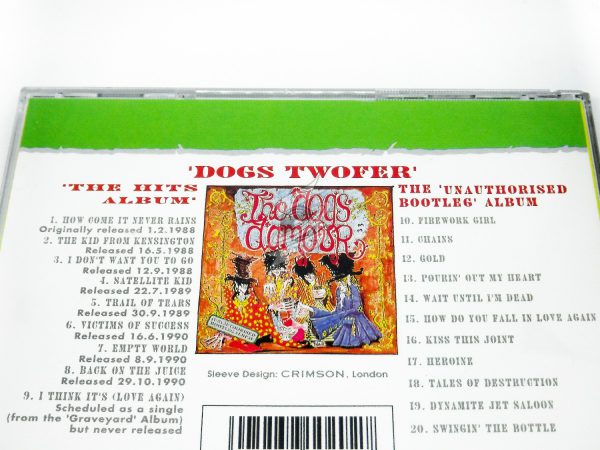 'DOGS TWOFER'
'THE HITS
ALBUM'
1. HOW COME IT NEVER RAINS
Originally released 1.2.1988
2. THE KID FROM KENSINGTON
Released 16.5.1988
3. I DON'T WANT YOU TO GO
Released 12.9.1988
4. SATELLITE KID
Released 22.7.1989
5. TRAIL OF TEARS
Released 30.9.1989
6. VICTIMS OF SUCCESS
Released 16.6.1990
7. EMPTY WORLD
Released 8.9.1990
8. BACK ON THE JUICE
Released 29.10.1990
9. I THINK IT'S (LOVE AGAIN)
Scheduled as a single
(from the 'Graveyard' Album)
but never released
The dogs
d'amour
Sleeve Design: CRIMSON, London
THE 'UNAUTHORISED
BOOTLEG' ALBUM
10. FIREWORK GIRL
11. CHAINS
12. GOLD
13. POURIN' OUT MY HEART
14. WAIT UNTIL I'M DEAD
15. HOW DO YOU FALL IN LOVE AGAIN
16. KISS THIS JOINT
17. HEROINE
18. TALES OF DESTRUCTION
19. DYNAMITE JET SALOON
20. SWINGIN' THE BOTTLE